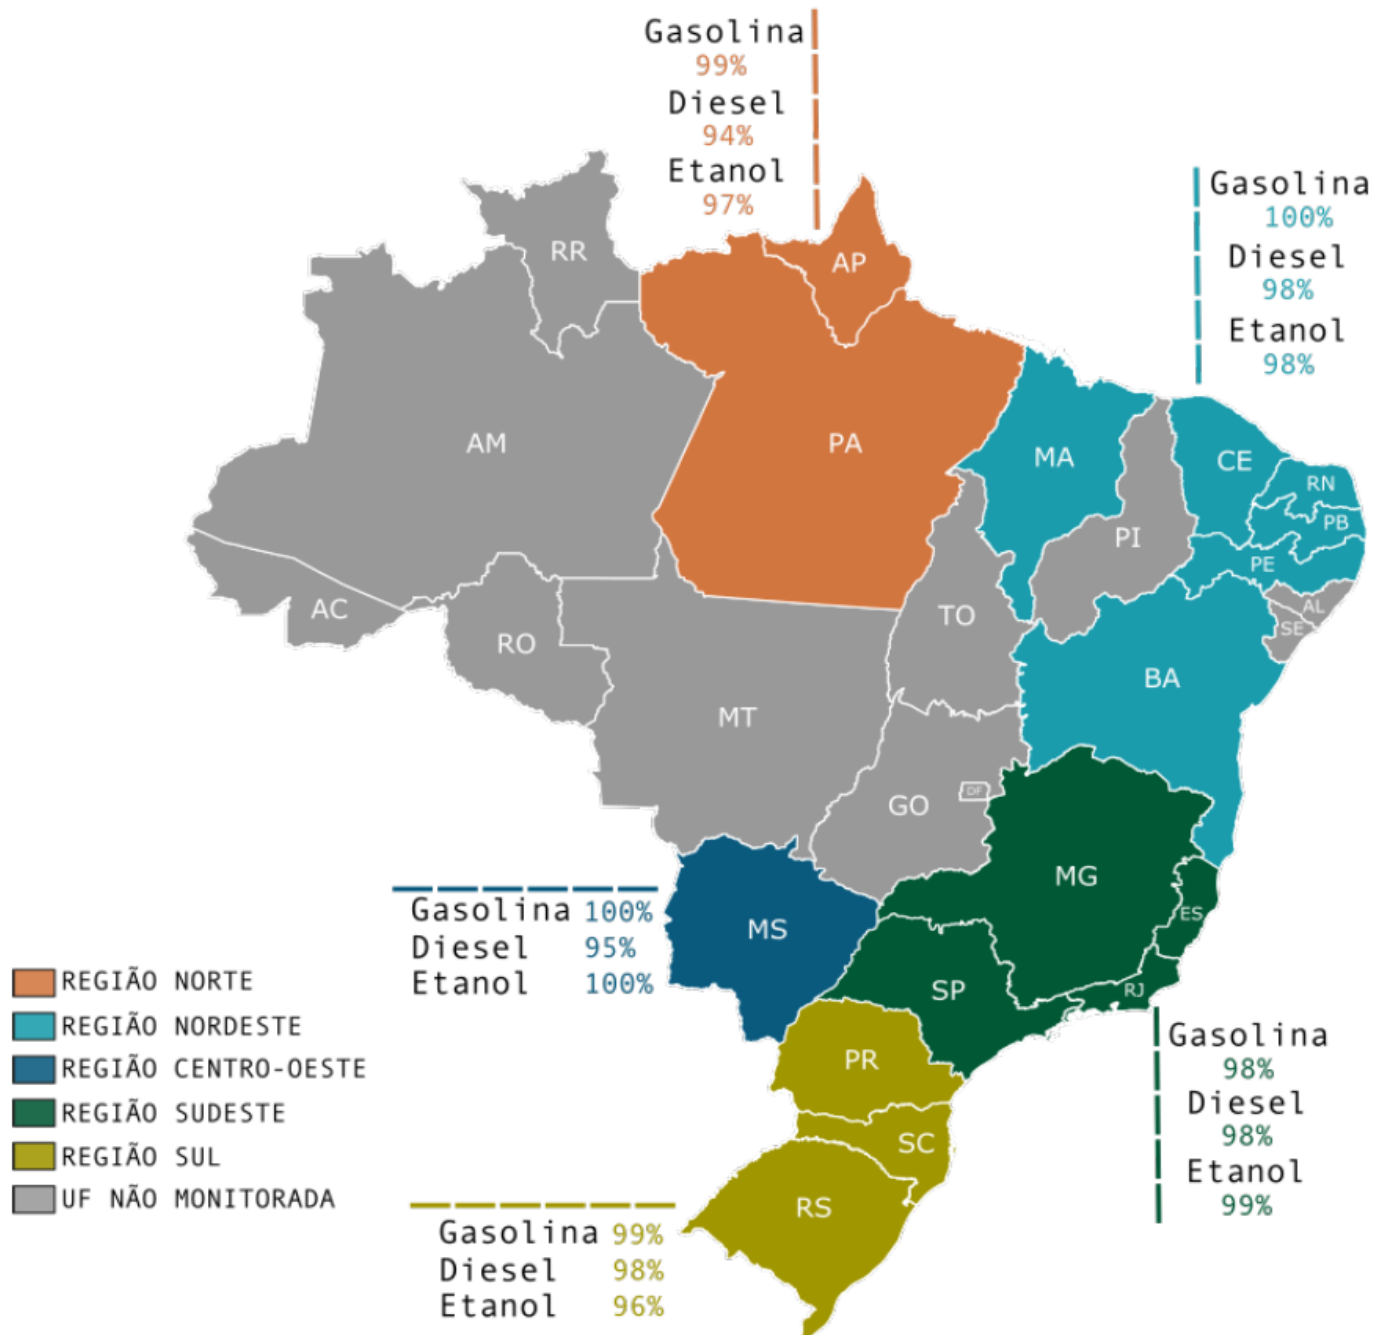 Gasolina
99%
Diesel
94%
Etanol
97%
Gasolina
100%
Diesel
98%
Etanol
98%
RR
AP
AM
PA
MA
CE
RN
PB
PI
PE
AL
SE
AC
RO
TO
BA
MT
GO
DF
MG
ES
MS
SP
RJ
Gasolina 100%
Diesel 95%
Etanol 100%
REGIÃO NORTE
REGIÃO NORDESTE
REGIÃO CENTRO-OESTE
REGIÃO SUDESTE
REGIÃO SUL
UF NÃO MONITORADA
PR
SC
RS
Gasolina
98%
Diesel
98%
Etanol
99%
Gasolina 99%
Diesel 98%
Etanol 96%